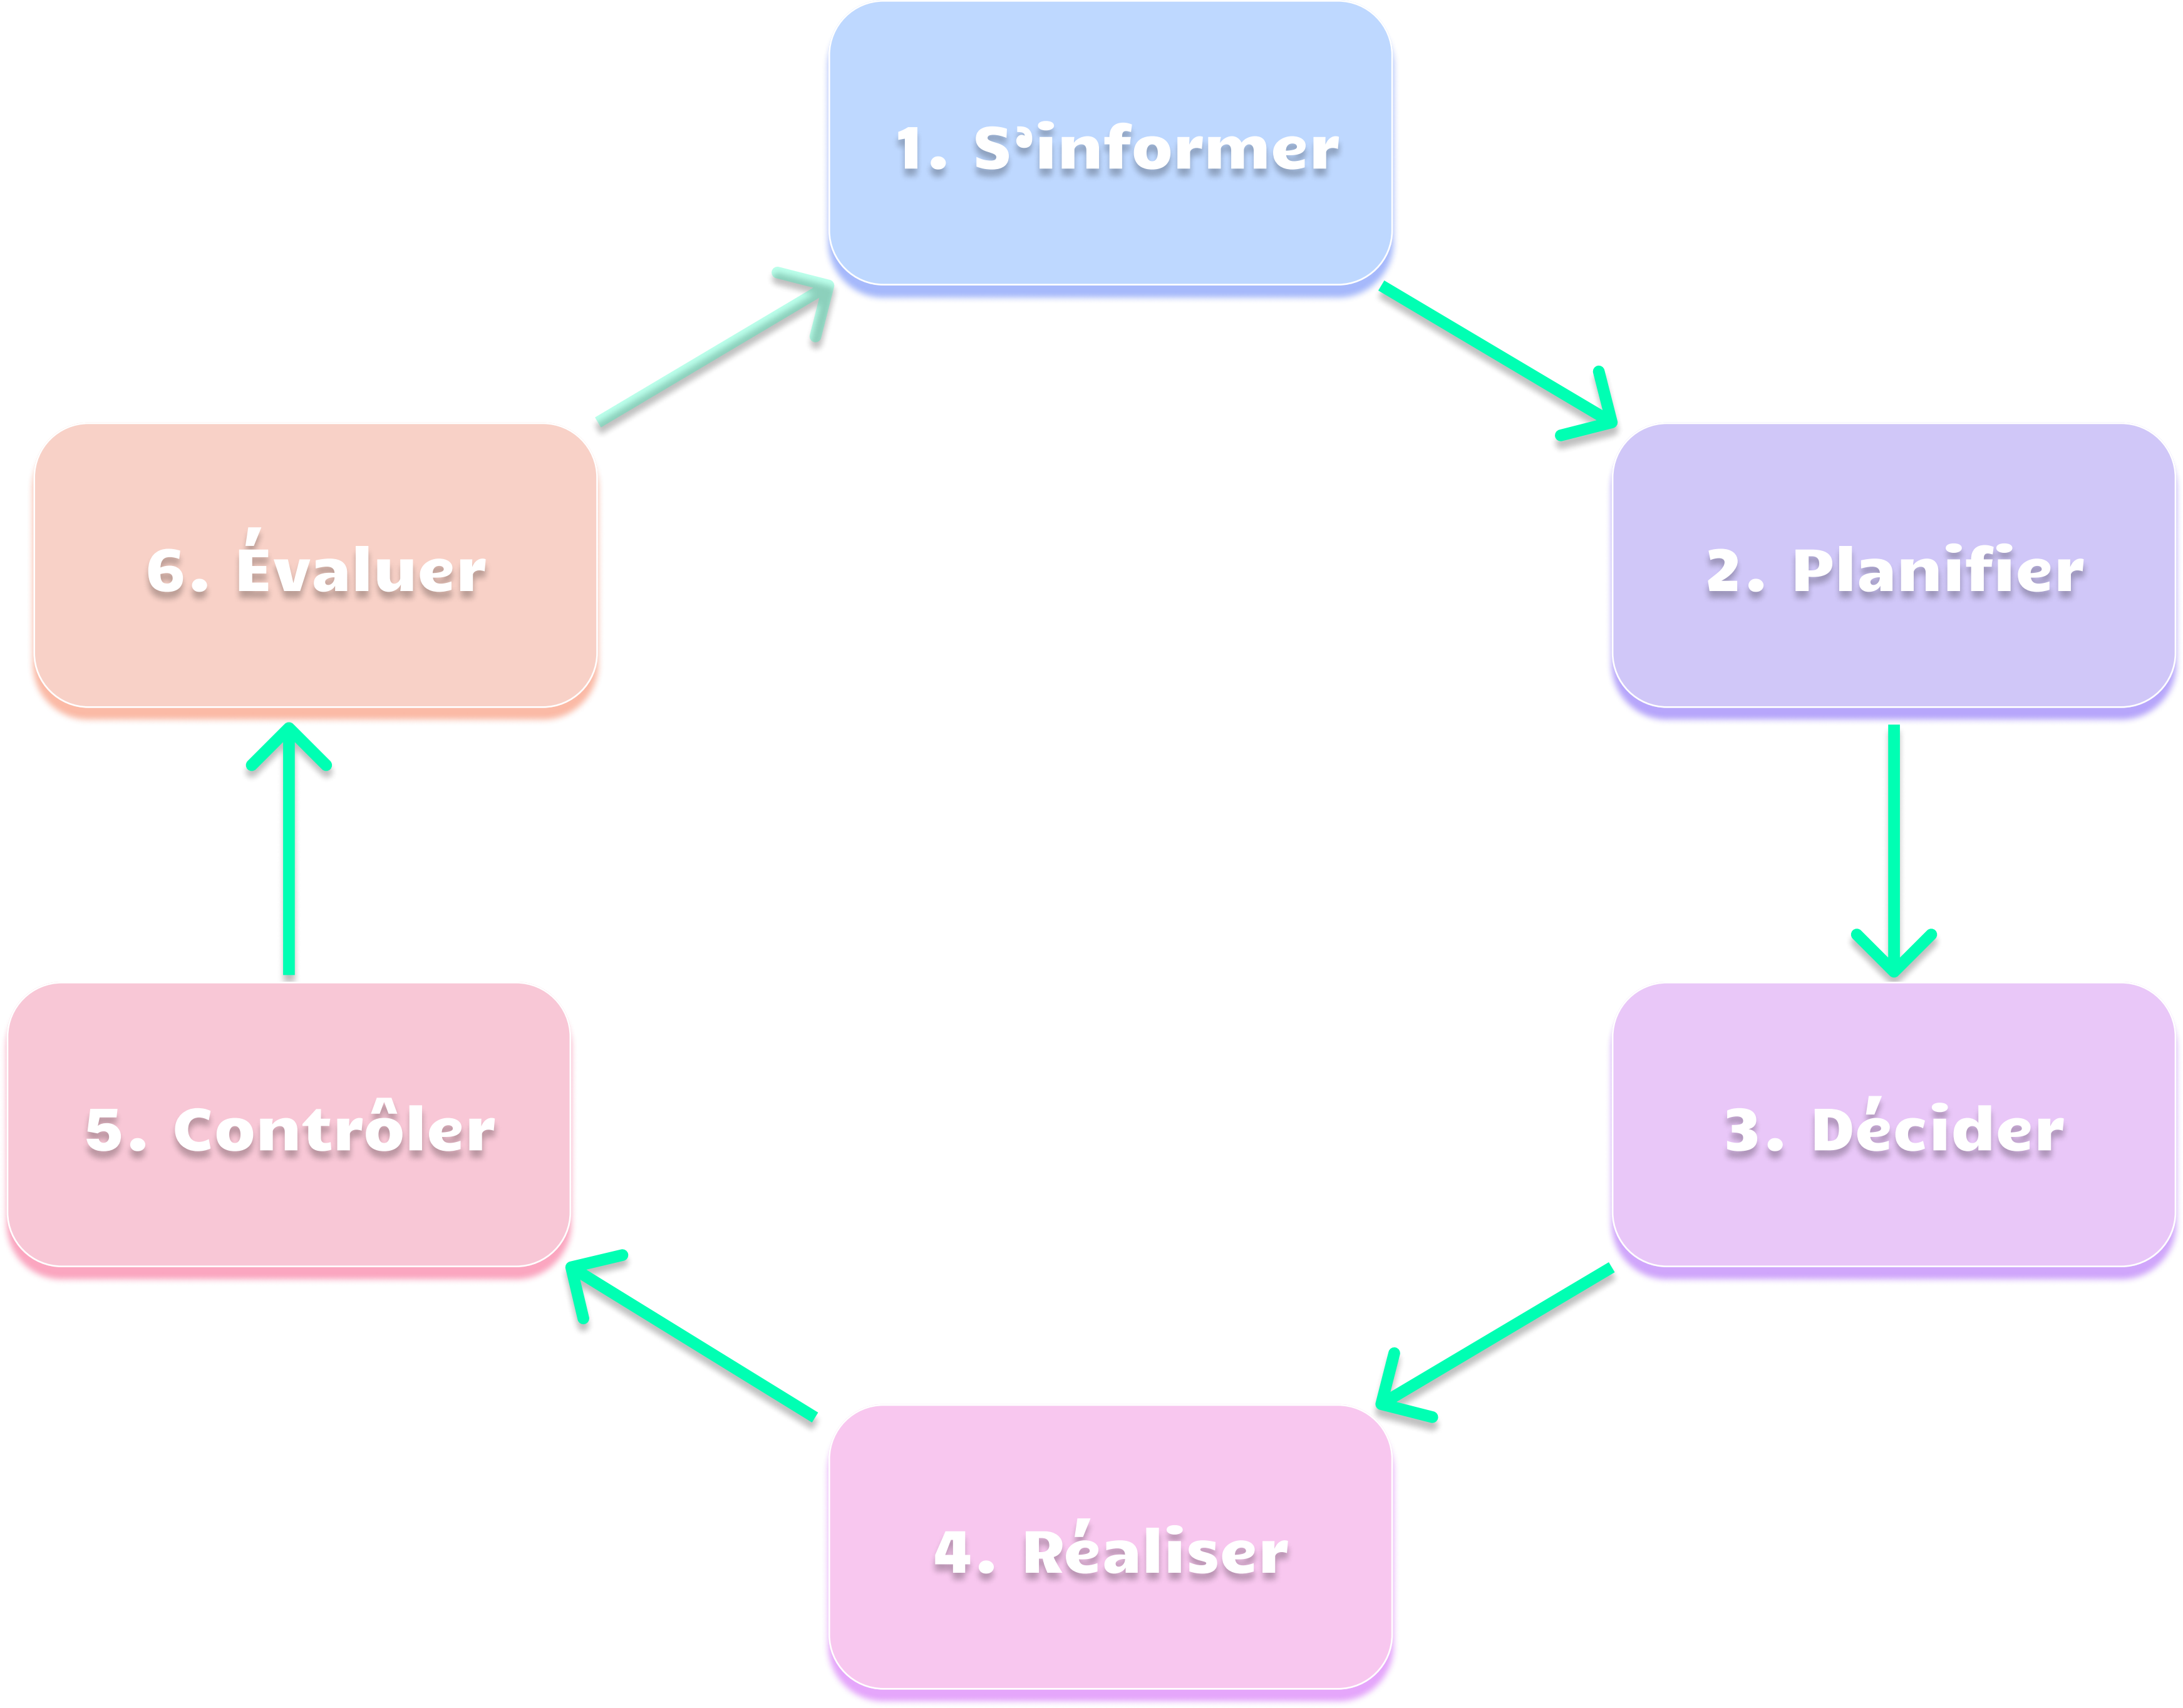 1. S'informer
2. Planifier
3. Décider
4. Réaliser
5. Contrôler
6. Évaluer